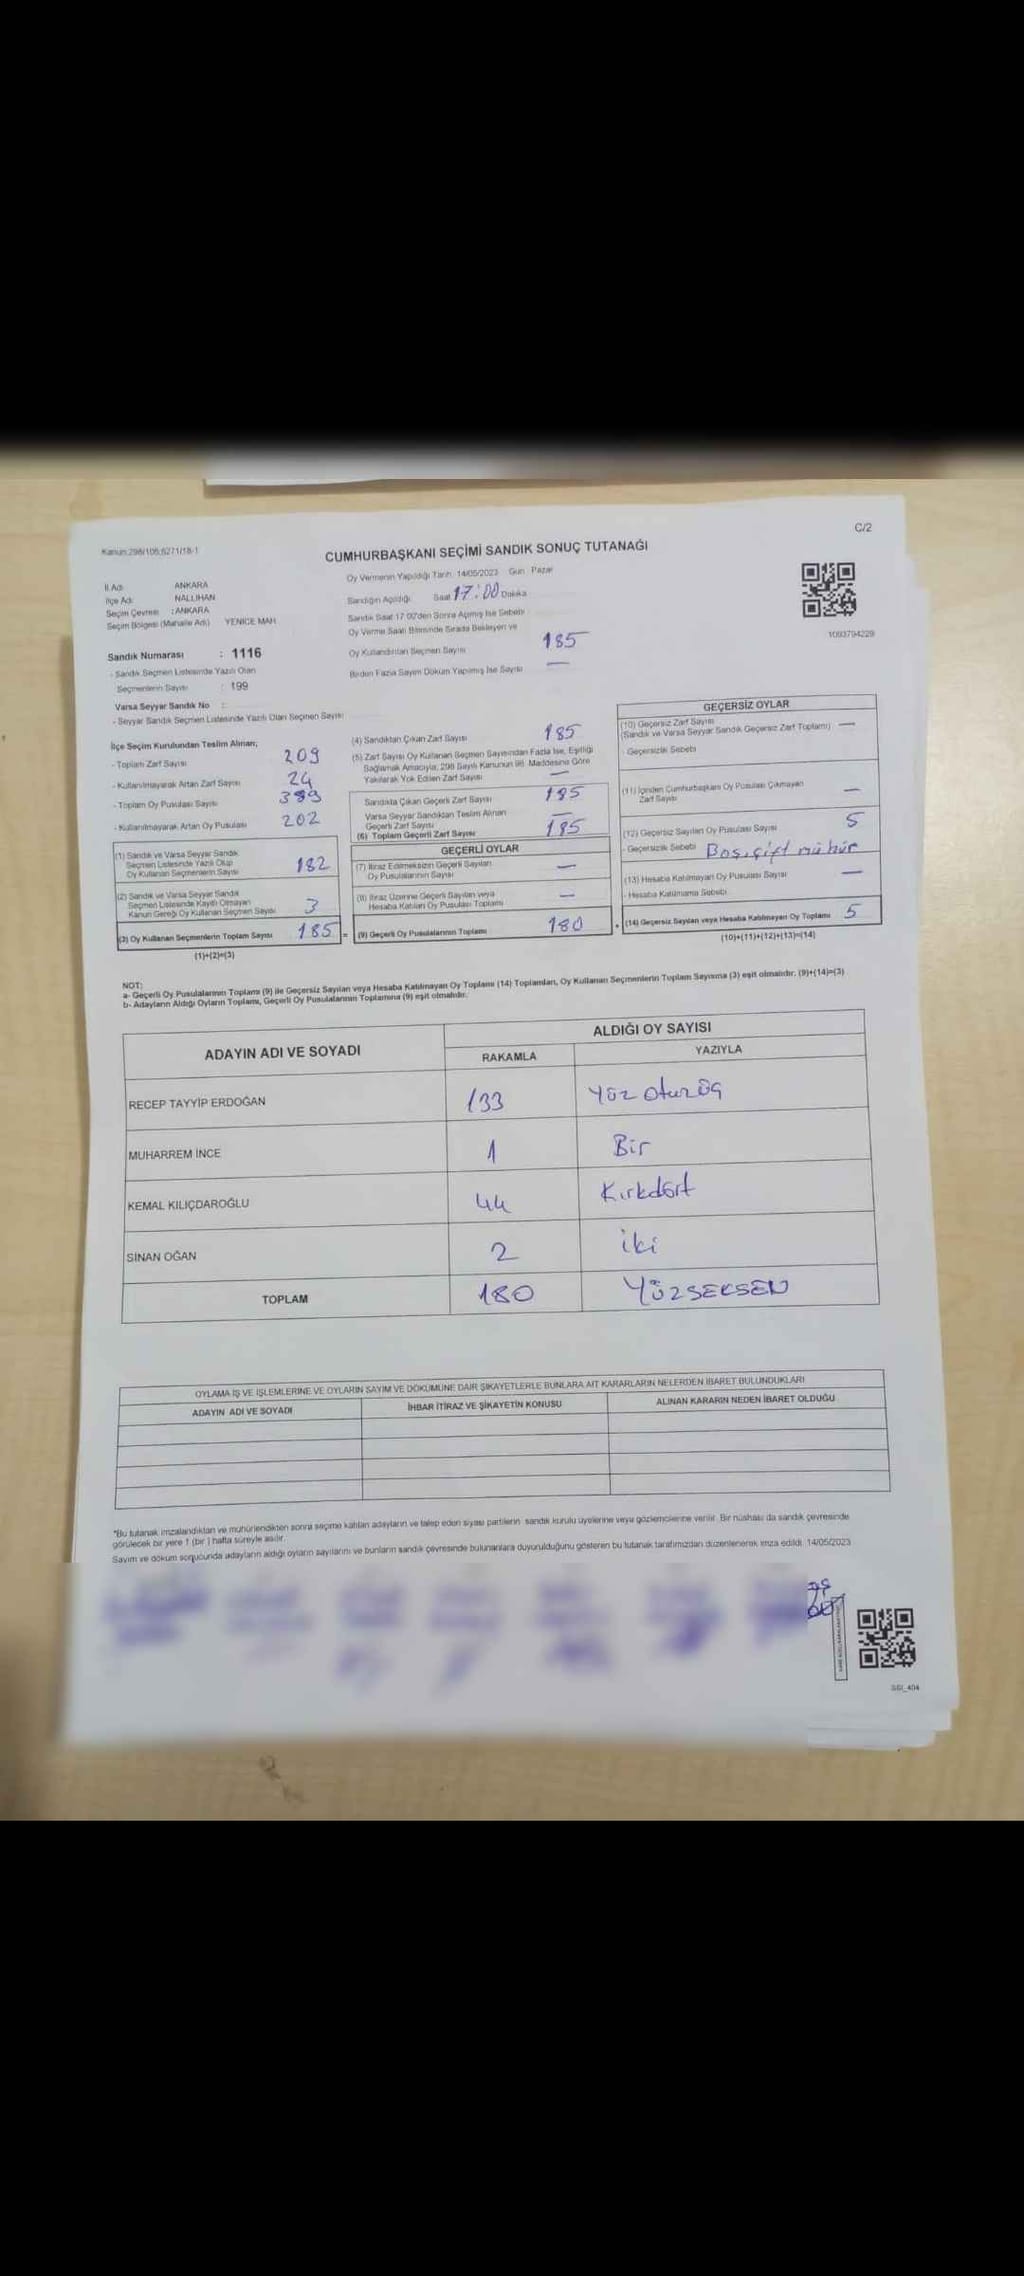 C/2
Kanun:298/105,6271/18-1
CUMHURBAŞKANI SEÇİMİ SANDIK SONUÇ TUTANAĞI
İl Adı ANKARA
İlçe Adı NALLIHAN
Seçim Çevresi : ANKARA
Seçim Bölgesi (Mahalle Adı) YENİCE MAH.
Oy Vermenin Yapıldığı Tarih 14/05/2023 Gün Pazar
Sandığın Açıldığı Saat 17:00 Dakika
Sandık Saat 17:00'den Sonra Açılmış İse Sebebi
Oy Verme Saati Bitiminde Sırada Bekleyen ve
Oy Kullandırılan Seçmen Sayısı 185
Birden Fazla Sayım Döküm Yapılmış İse Sayısı —
1093794229
Sandık Numarası : 1116
- Sandık Seçmen Listesinde Yazılı Olan
Seçmenlerin Sayısı : 199
Varsa Seyyar Sandık No :
- Seyyar Sandık Seçmen Listesinde Yazılı Olan Seçmen Sayısı
İlçe Seçim Kurulundan Teslim Alınan;
- Toplam Zarf Sayısı 209
- Kullanılmayarak Artan Zarf Sayısı 24
- Toplam Oy Pusulası Sayısı
- Kullanılmayarak Artan Oy Pusulası 202
(1) Sandık ve Varsa Seyyar Sandık
Seçmen Listesinde Yazılı Olup
Oy Kullanan Seçmenlerin Sayısı 182
(2) Sandık ve Varsa Seyyar Sandık
Seçmen Listesinde Kayıtlı Olmayan
Kanun Gereği Oy Kullanan Seçmen Sayısı 3
(3) Oy Kullanan Seçmenlerin Toplam Sayısı 185 =
(1)+(2)=(3)
(4) Sandıktan Çıkan Zarf Sayısı 185
(5) Zarf Sayısı Oy Kullanan Seçmen Sayısından Fazla İse, Eşitliği
Sağlamak Amacıyla, 298 Sayılı Kanunun 98. Maddesine Göre
Yakılarak Yok Edilen Zarf Sayısı —
Sandıkta Çıkan Geçerli Zarf Sayısı 185
Varsa Seyyar Sandıktan Teslim Alınan
Geçerli Zarf Sayısı —
(6) Toplam Geçerli Zarf Sayısı 185
GEÇERLİ OYLAR
(7) İtiraz Edilmeksizin Geçerli Sayılan
Oy Pusulalarının Sayısı —
(8) İtiraz Üzerine Geçerli Sayılan veya
Hesaba Katılan Oy Pusulası Toplamı —
(9) Geçerli Oy Pusulalarının Toplamı 180 +
GEÇERSİZ OYLAR
(10) Geçersiz Zarf Sayısı
(Sandık ve Varsa Seyyar Sandık Geçersiz Zarf Toplamı) —
- Geçersizlik Sebebi
(11) İçinden Cumhurbaşkanı Oy Pusulası Çıkmayan
Zarf Sayısı —
(12) Geçersiz Sayılan Oy Pusulası Sayısı 5
- Geçersizlik Sebebi Boş, çift mühür
(13) Hesaba Katılmayan Oy Pusulası Sayısı —
- Hesaba Katılmama Sebebi
(14) Geçersiz Sayılan veya Hesaba Katılmayan Oy Toplamı 5
(10)+(11)+(12)+(13)=(14)
NOT:
a- Geçerli Oy Pusulalarının Toplamı (9) ile Geçersiz Sayılan veya Hesaba Katılmayan Oy Toplamı (14) Toplamları, Oy Kullanan Seçmenlerin Toplam Sayısına (3) eşit olmalıdır. (9)+(14)=(3)
b- Adayların Aldığı Oyların Toplamı, Geçerli Oy Pusulalarının Toplamına (9) eşit olmalıdır.
ADAYIN ADI VE SOYADI
ALDIĞI OY SAYISI
RAKAMLA YAZIYLA
RECEP TAYYİP ERDOĞAN 133 Yüz Otuzüç
MUHARREM İNCE 1 Bir
KEMAL KILIÇDAROĞLU 44 Kırkdört
SİNAN OĞAN 2 iki
TOPLAM 180 YÜZSEKSEN
OYLAMA İŞ VE İŞLEMLERİNE VE OYLARIN SAYIM VE DÖKÜMÜNE DAİR ŞİKAYETLERLE BUNLARA AİT KARARLARIN NELERDEN İBARET BULUNDUKLARI
ADAYIN ADI VE SOYADI İHBAR İTİRAZ VE ŞİKAYETİN KONUSU ALINAN KARARIN NEDEN İBARET OLDUĞU
*Bu tutanak imzalandıktan ve mühürlendikten sonra seçime katılan adayların ve talep eden siyasi partilerin sandık kurulu üyelerine veya gözlemcilerine verilir. Bir nüshası da sandık çevresinde
görülecek bir yere 1 (bir) hafta süreyle asılır.
Sayım ve döküm sonucunda adayların aldığı oyların sayılarını ve bunların sandık çevresinde bulunanlara duyurulduğunu gösteren bu tutanak tarafımızdan düzenlenerek imza edildi. 14/05/2023
SGI_404